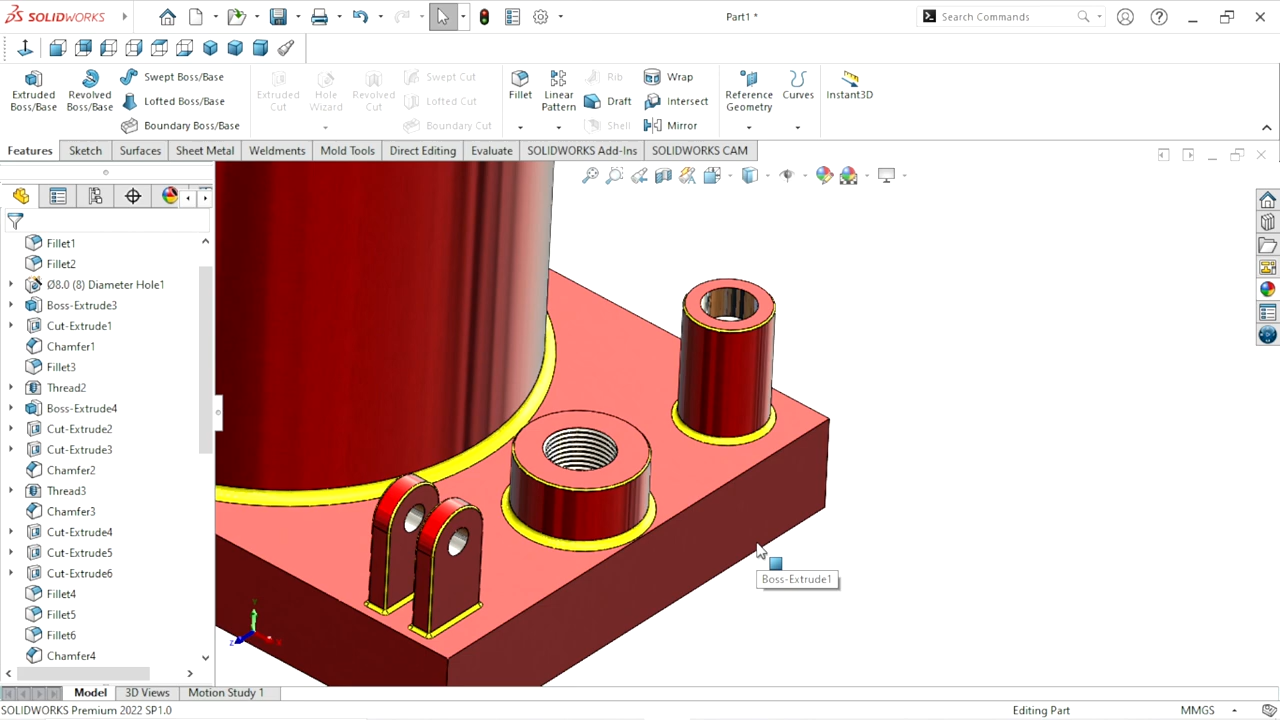 SOLIDWORKS
Part1 *
Search Commands
Extruded Boss/Base
Revolved Boss/Base
Swept Boss/Base
Lofted Boss/Base
Boundary Boss/Base
Extruded Cut
Hole Wizard
Revolved Cut
Swept Cut
Lofted Cut
Boundary Cut
Fillet
Linear Pattern
Rib
Draft
Shell
Wrap
Intersect
Mirror
Reference Geometry
Curves
Instant3D
Features
Sketch
Surfaces
Sheet Metal
Weldments
Mold Tools
Direct Editing
Evaluate
SOLIDWORKS Add-Ins
SOLIDWORKS CAM
Fillet1
Fillet2
Ø8.0 (8) Diameter Hole1
Boss-Extrude3
Cut-Extrude1
Chamfer1
Fillet3
Thread2
Boss-Extrude4
Cut-Extrude2
Cut-Extrude3
Chamfer2
Thread3
Chamfer3
Cut-Extrude4
Cut-Extrude5
Cut-Extrude6
Fillet4
Fillet5
Fillet6
Chamfer4
Boss-Extrude1
Y
Z
X
Model
3D Views
Motion Study 1
SOLIDWORKS Premium 2022 SP1.0
Editing Part
MMGS